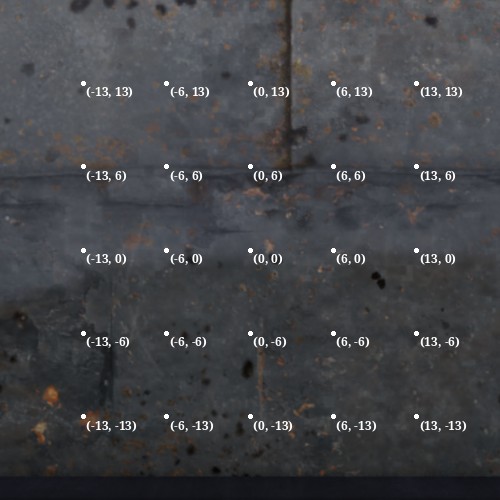 (-13, 13) (-6, 13) (0, 13) (6, 13) (13, 13)
(-13, 6) (-6, 6) (0, 6) (6, 6) (13, 6)
(-13, 0) (-6, 0) (0, 0) (6, 0) (13, 0)
(-13, -6) (-6, -6) (0, -6) (6, -6) (13, -6)
(-13, -13) (-6, -13) (0, -13) (6, -13) (13, -13)